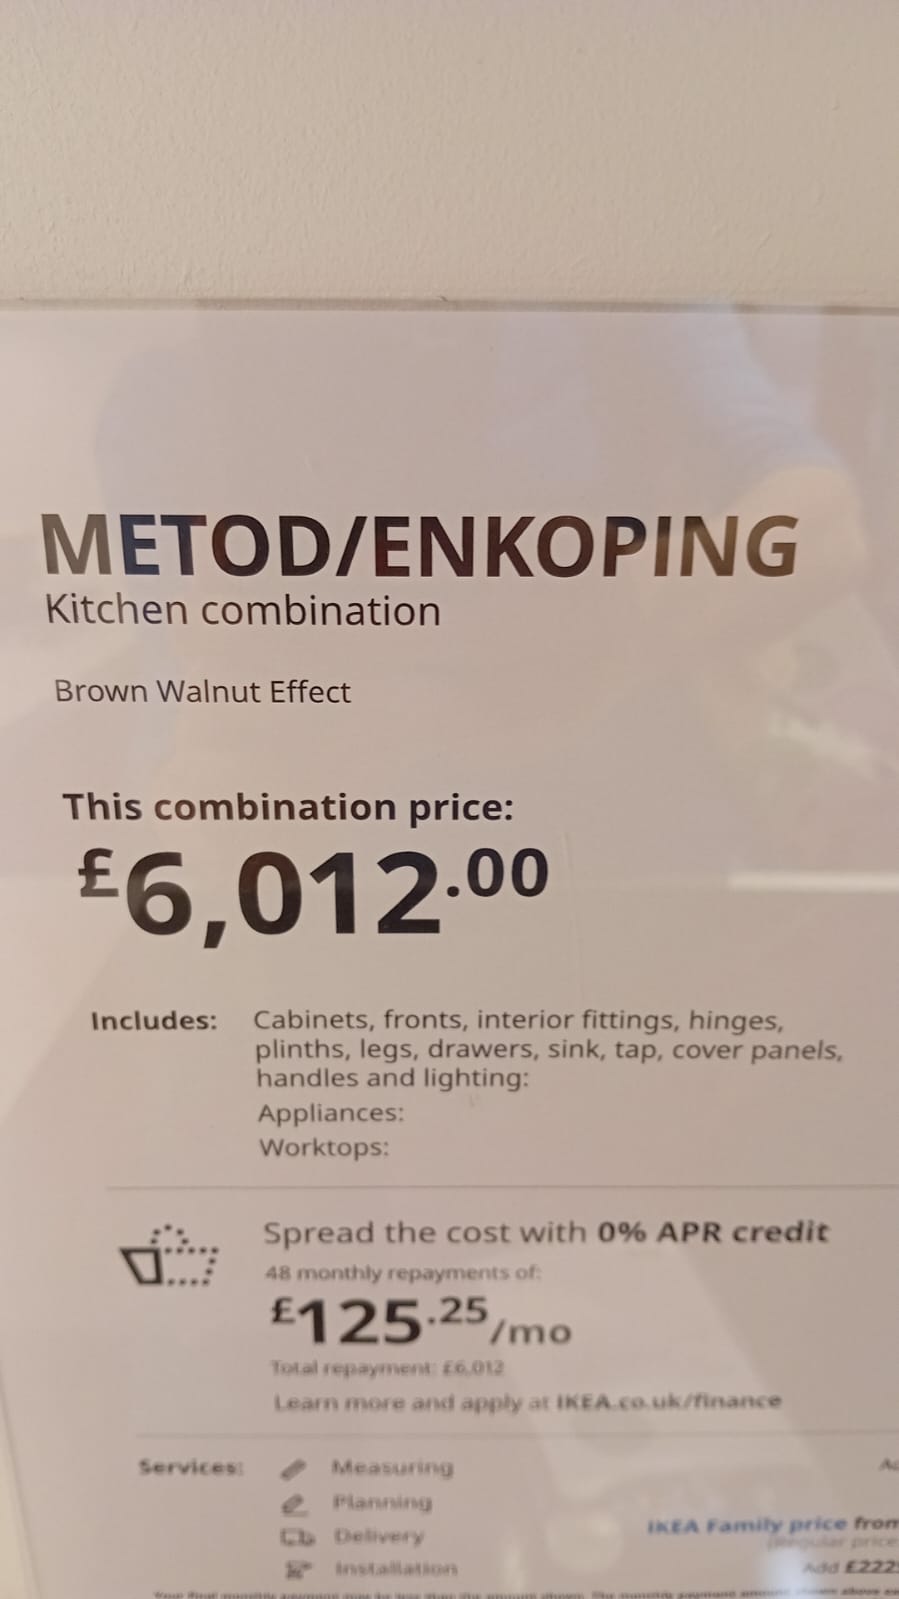 METOD/ENKOPING
Kitchen combination
Brown Walnut Effect
This combination price:
£6,012.00
Includes: Cabinets, fronts, interior fittings, hinges,
plinths, legs, drawers, sink, tap, cover panels,
handles and lighting:
Appliances:
Worktops:
Spread the cost with 0% APR credit
48 monthly repayments of:
£125.25/mo
Total repayment: £6,012
Learn more and apply at IKEA.co.uk/finance
Services: Measuring
Planning
Delivery
IKEA Family price from
Installation
Add £222